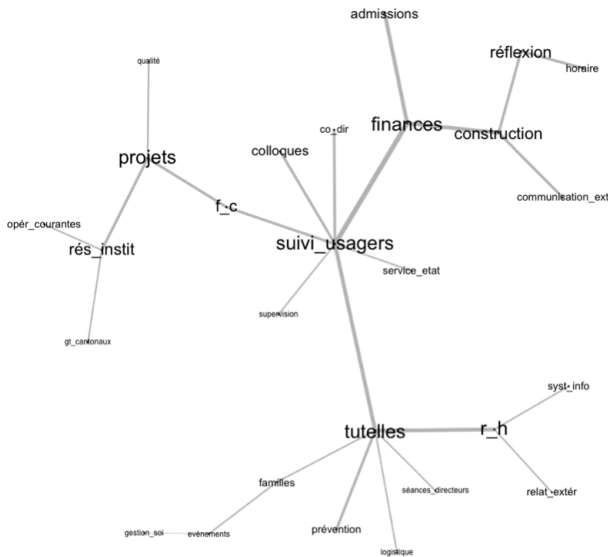 admissions
réflexion
qualité
horaire
finances
co_dir
construction
colloques
projets
communication_ext
f_c
opér_courantes
suivi_usagers
rés_instit
service_etat
supervision
gt_cantonaux
syst_info
tutelles
r_h
familles
séances_directeurs
relat_extér
prévention
gestion_soi
evénements
logistique